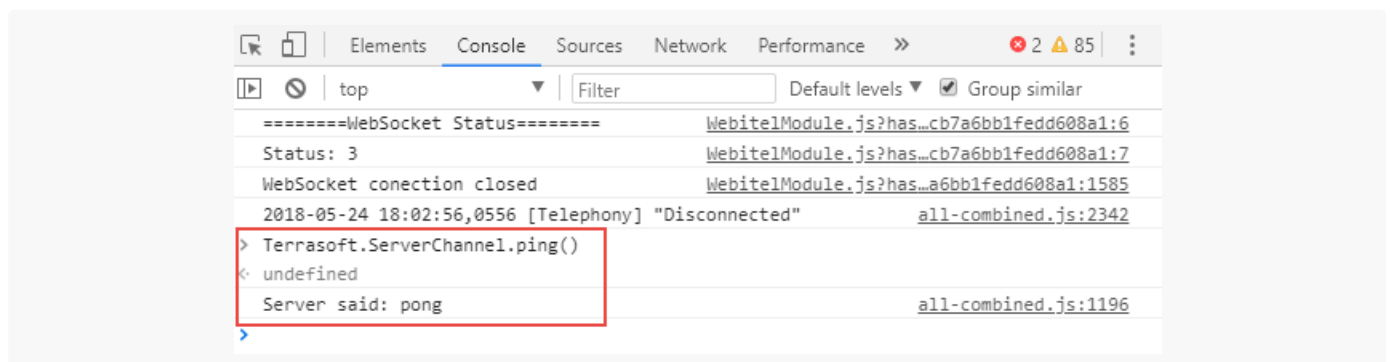 Elements Console Sources Network Performance » 2 85
top Filter Default levels Group similar
========WebSocket Status======== WebitelModule.js?has…cb7a6bb1fedd608a1:6
Status: 3 WebitelModule.js?has…cb7a6bb1fedd608a1:7
WebSocket conection closed WebitelModule.js?has…a6bb1fedd608a1:1585
2018-05-24 18:02:56,0556 [Telephony] "Disconnected" all-combined.js:2342
> Terrasoft.ServerChannel.ping()
undefined
Server said: pong all-combined.js:1196
>